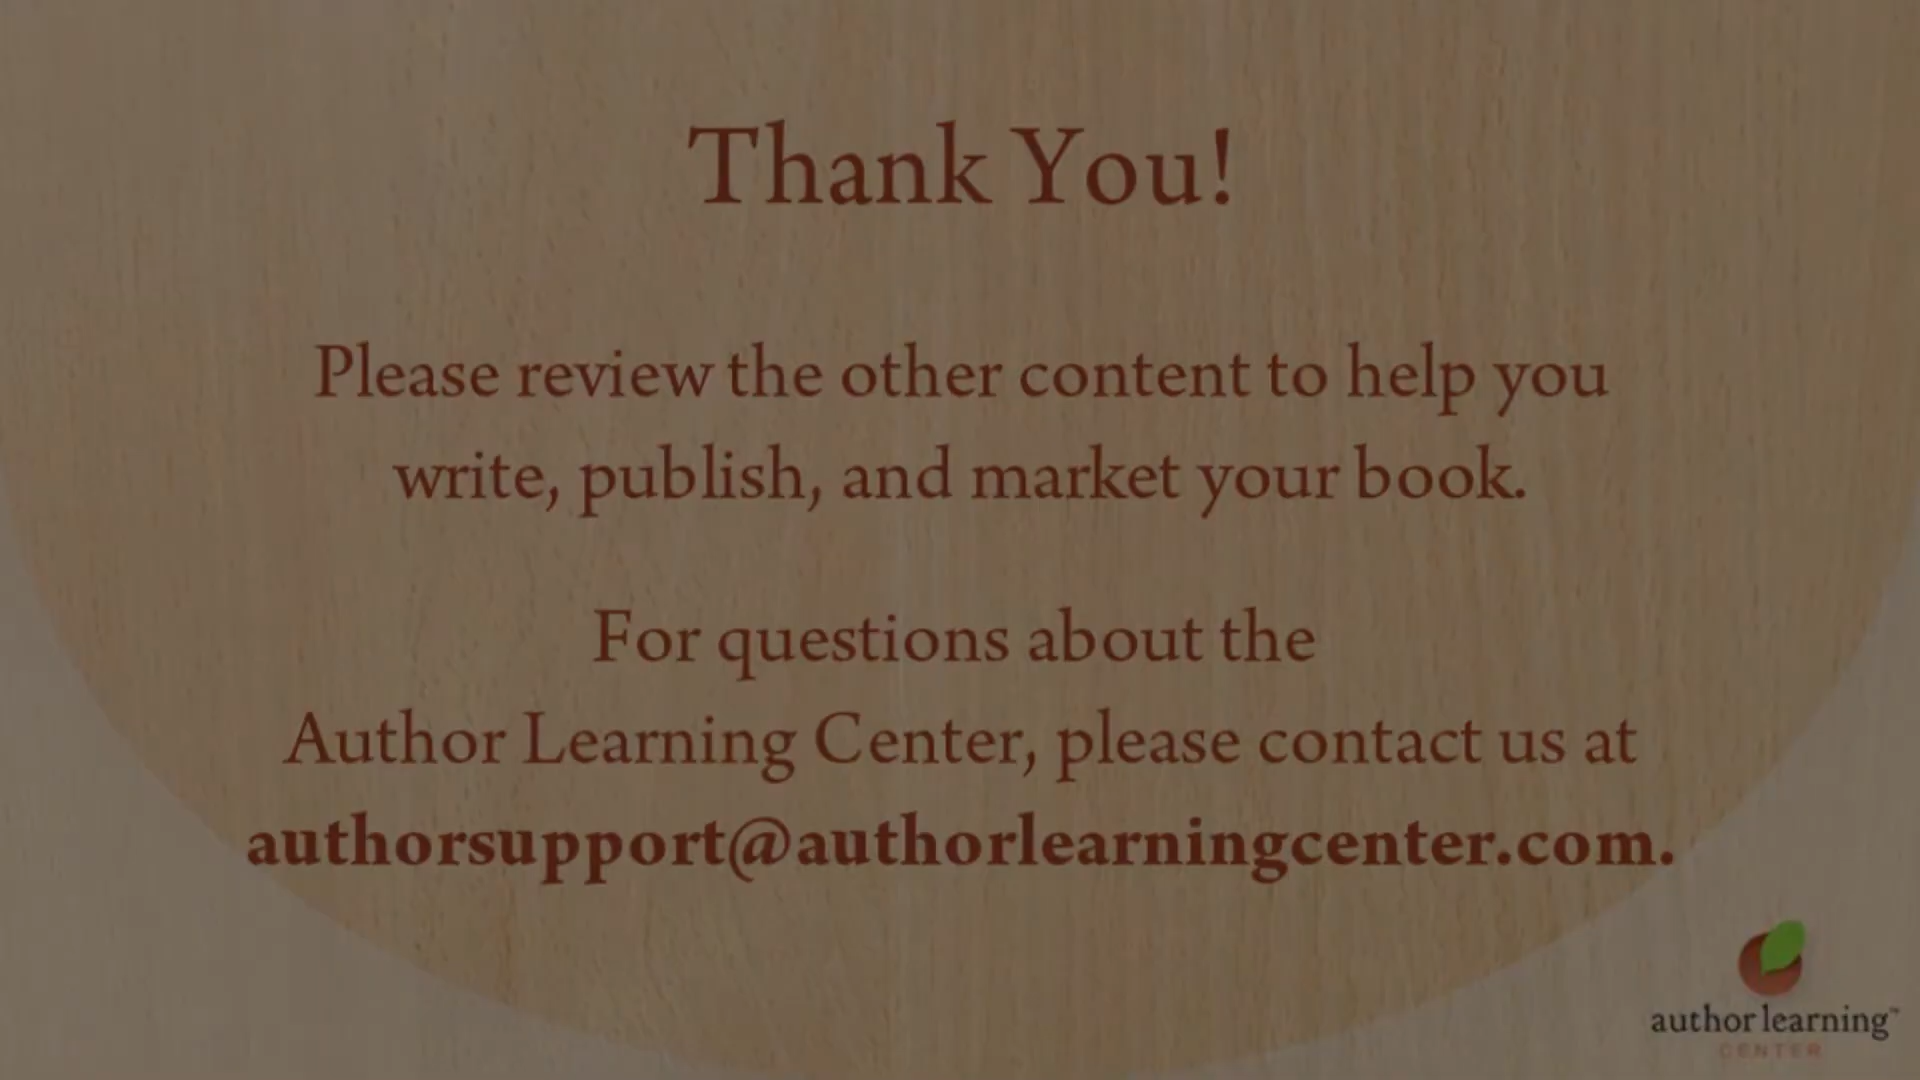 Thank You!
Please review the other content to help you
write, publish, and market your book.
For questions about the
Author Learning Center, please contact us at
authorsupport@authorlearningcenter.com.
author learning™
CENTER